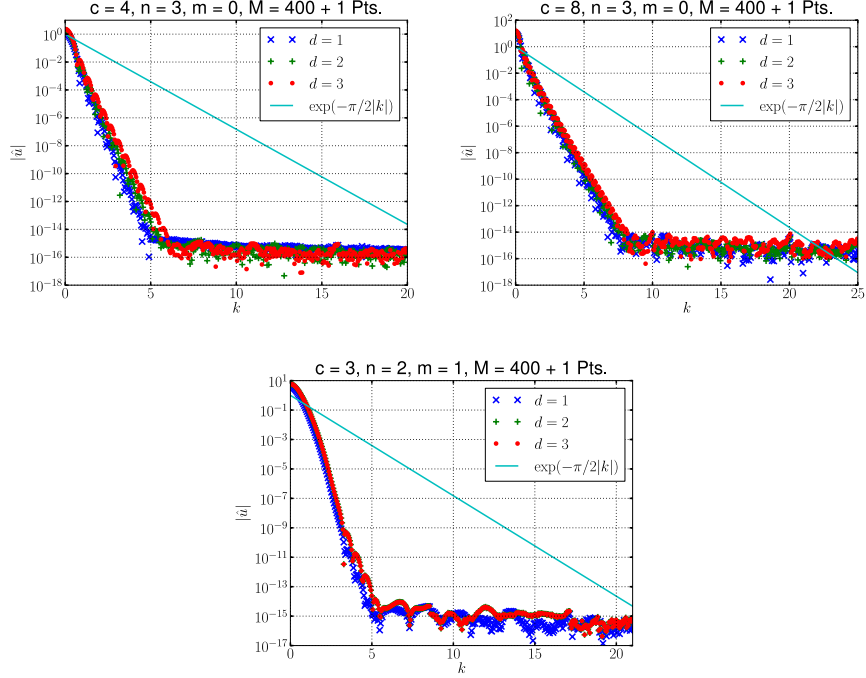 c = 4, n = 3, m = 0, M = 400 + 1 Pts.
10^0
10^-2
10^-4
10^-6
10^-8
10^-10
10^-12
10^-14
10^-16
10^-18
|û|
0 5 10 15 20
k
d = 1
d = 2
d = 3
exp(−π/2|k|)
c = 8, n = 3, m = 0, M = 400 + 1 Pts.
10^2
10^0
10^-2
10^-4
10^-6
10^-8
10^-10
10^-12
10^-14
10^-16
10^-18
|û|
0 5 10 15 20 25
k
d = 1
d = 2
d = 3
exp(−π/2|k|)
c = 3, n = 2, m = 1, M = 400 + 1 Pts.
10^1
10^-1
10^-3
10^-5
10^-7
10^-9
10^-11
10^-13
10^-15
10^-17
|û|
0 5 10 15 20
k
d = 1
d = 2
d = 3
exp(−π/2|k|)